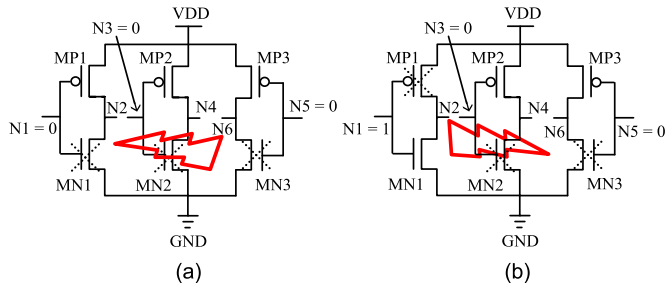 VDD
N3 = 0
MP1
MP2
MP3
N2
N4
N1 = 0
N6
N5 = 0
MN1
MN2
MN3
GND
(a)
VDD
N3 = 0
MP1
MP2
MP3
N2
N4
N1 = 1
N6
N5 = 0
MN1
MN2
MN3
GND
(b)